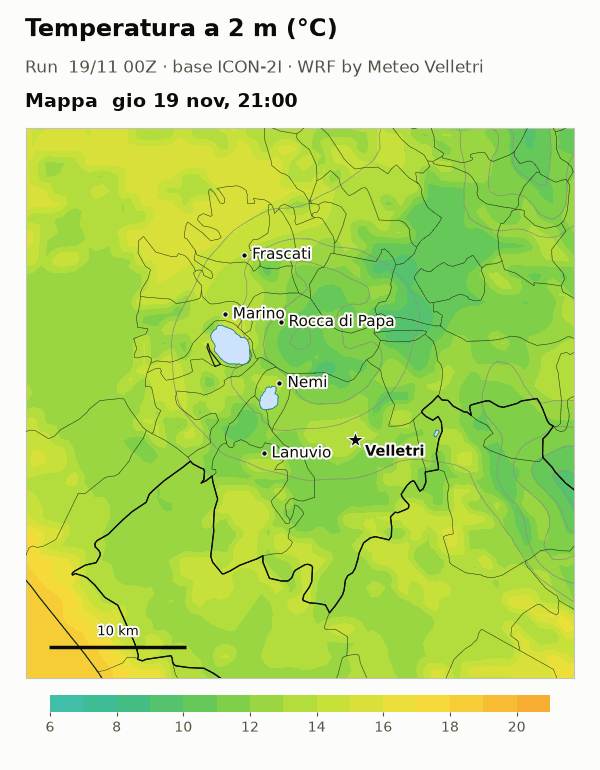 Temperatura a 2 m (°C)
Run  19/11 00Z · base ICON-2I · WRF by Meteo Velletri
Mappa  gio 19 nov, 21:00
Frascati
Marino
Rocca di Papa
Nemi
Velletri
Lanuvio
10 km
6 8 10 12 14 16 18 20